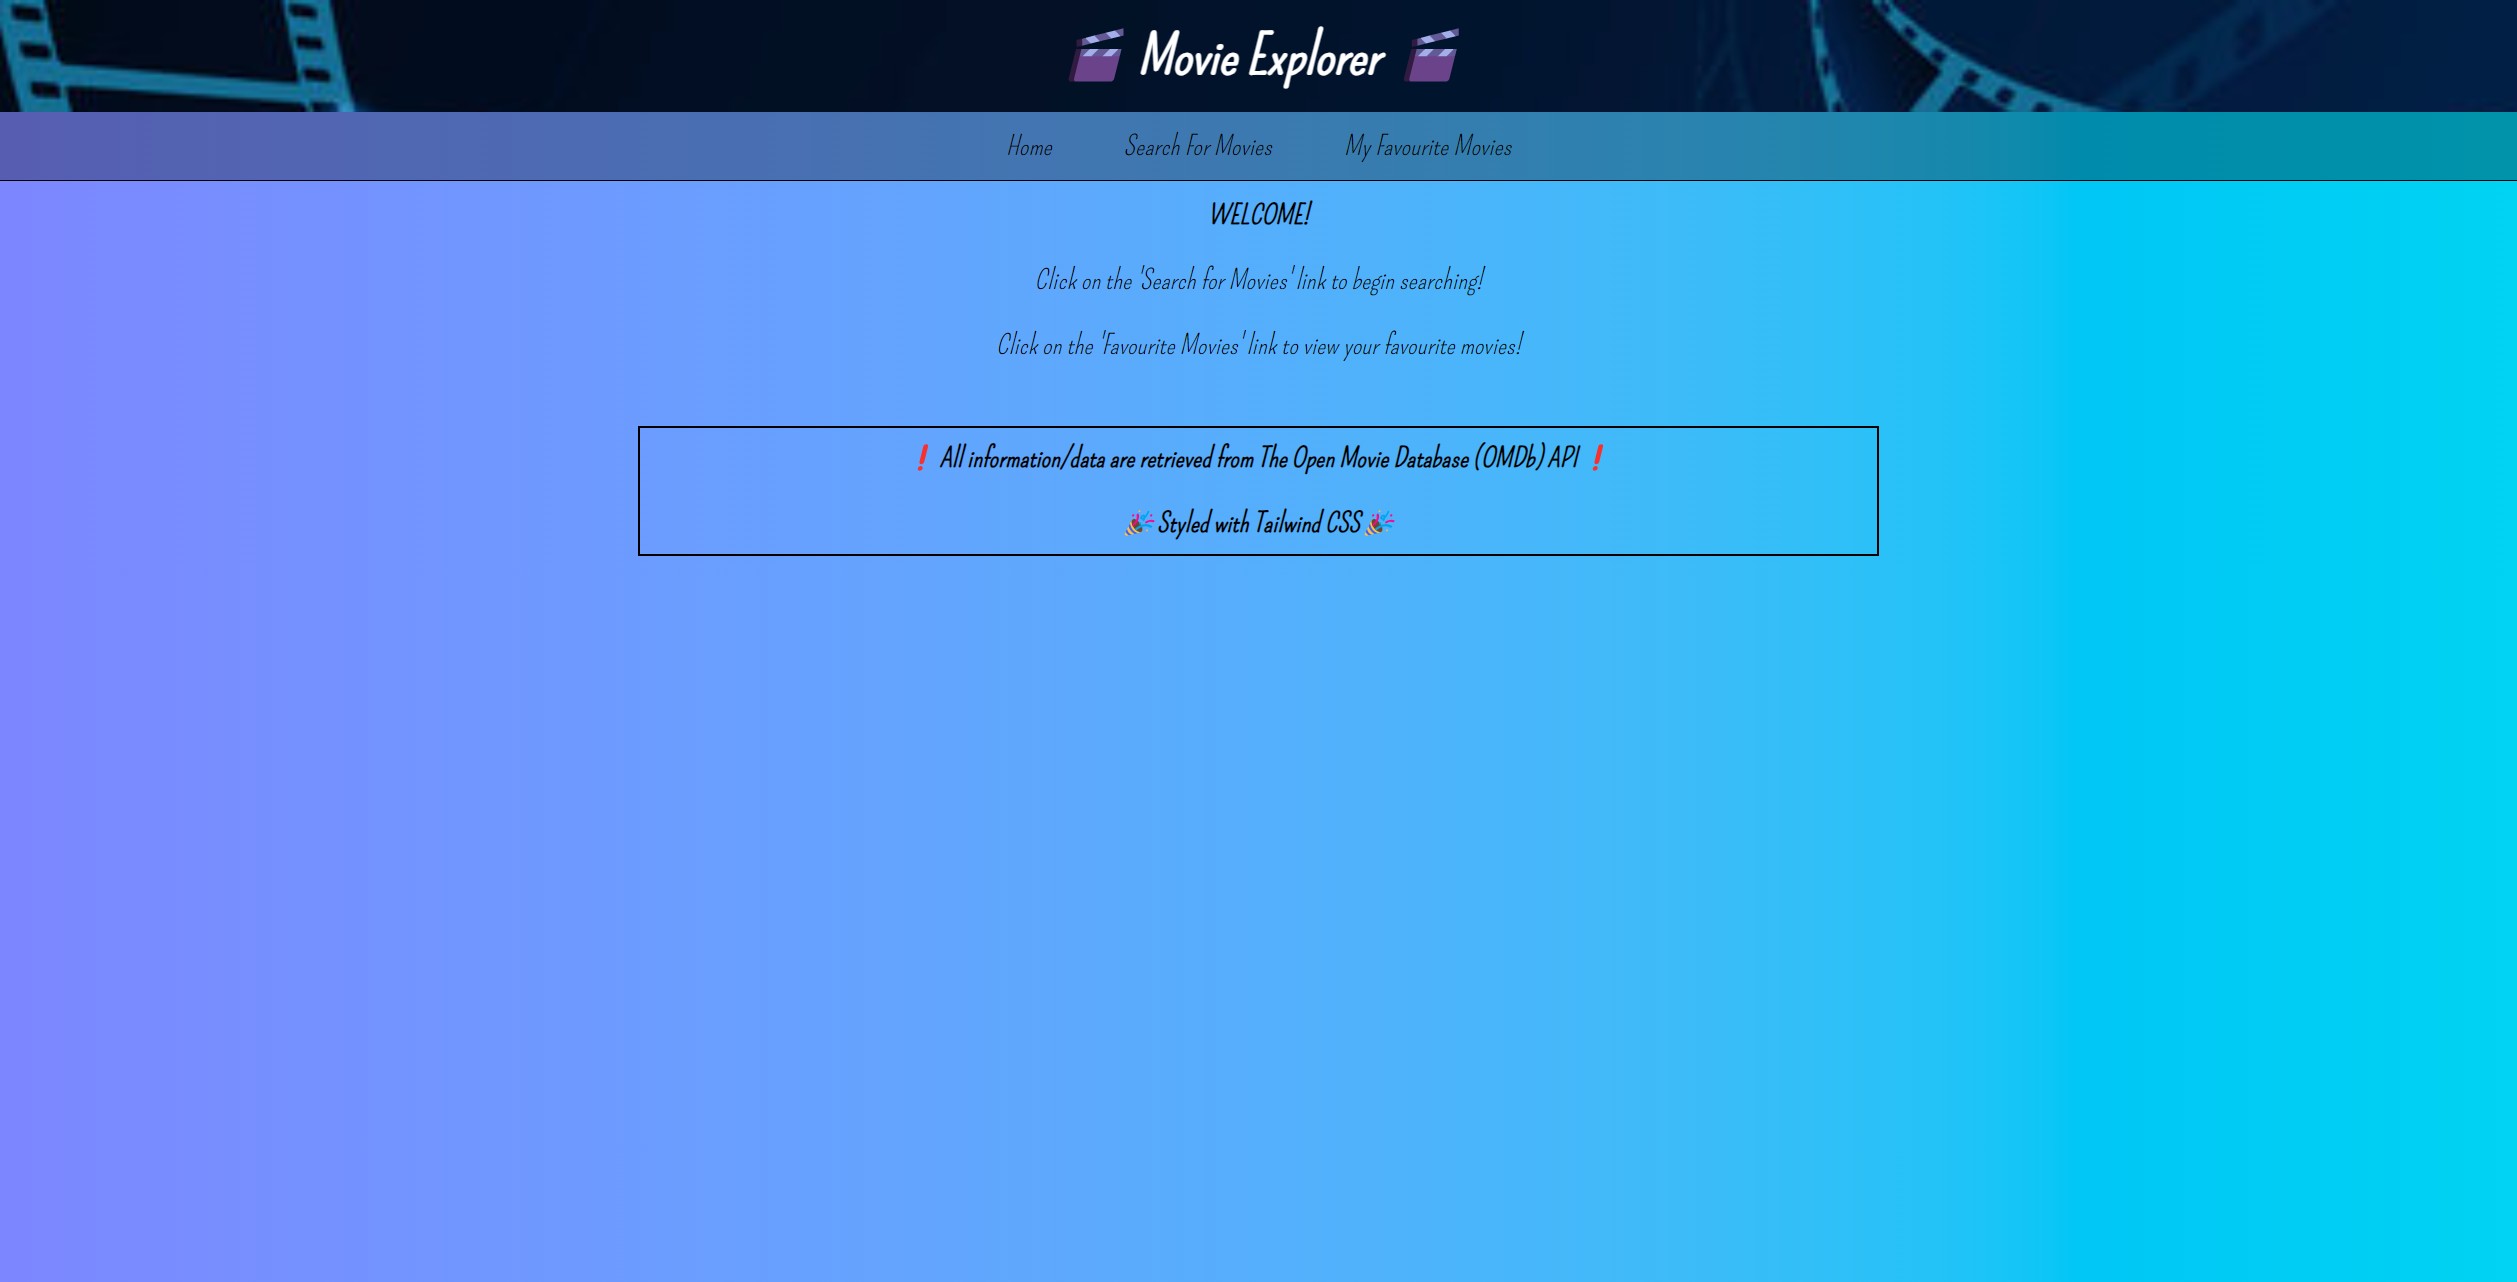 🎬 Movie Explorer 🎬
Home Search For Movies My Favourite Movies
WELCOME!
Click on the 'Search for Movies' link to begin searching!
Click on the 'Favourite Movies' link to view your favourite movies!
❗ All information/data are retrieved from The Open Movie Database (OMDb) API ❗
🎉 Styled with Tailwind CSS 🎉